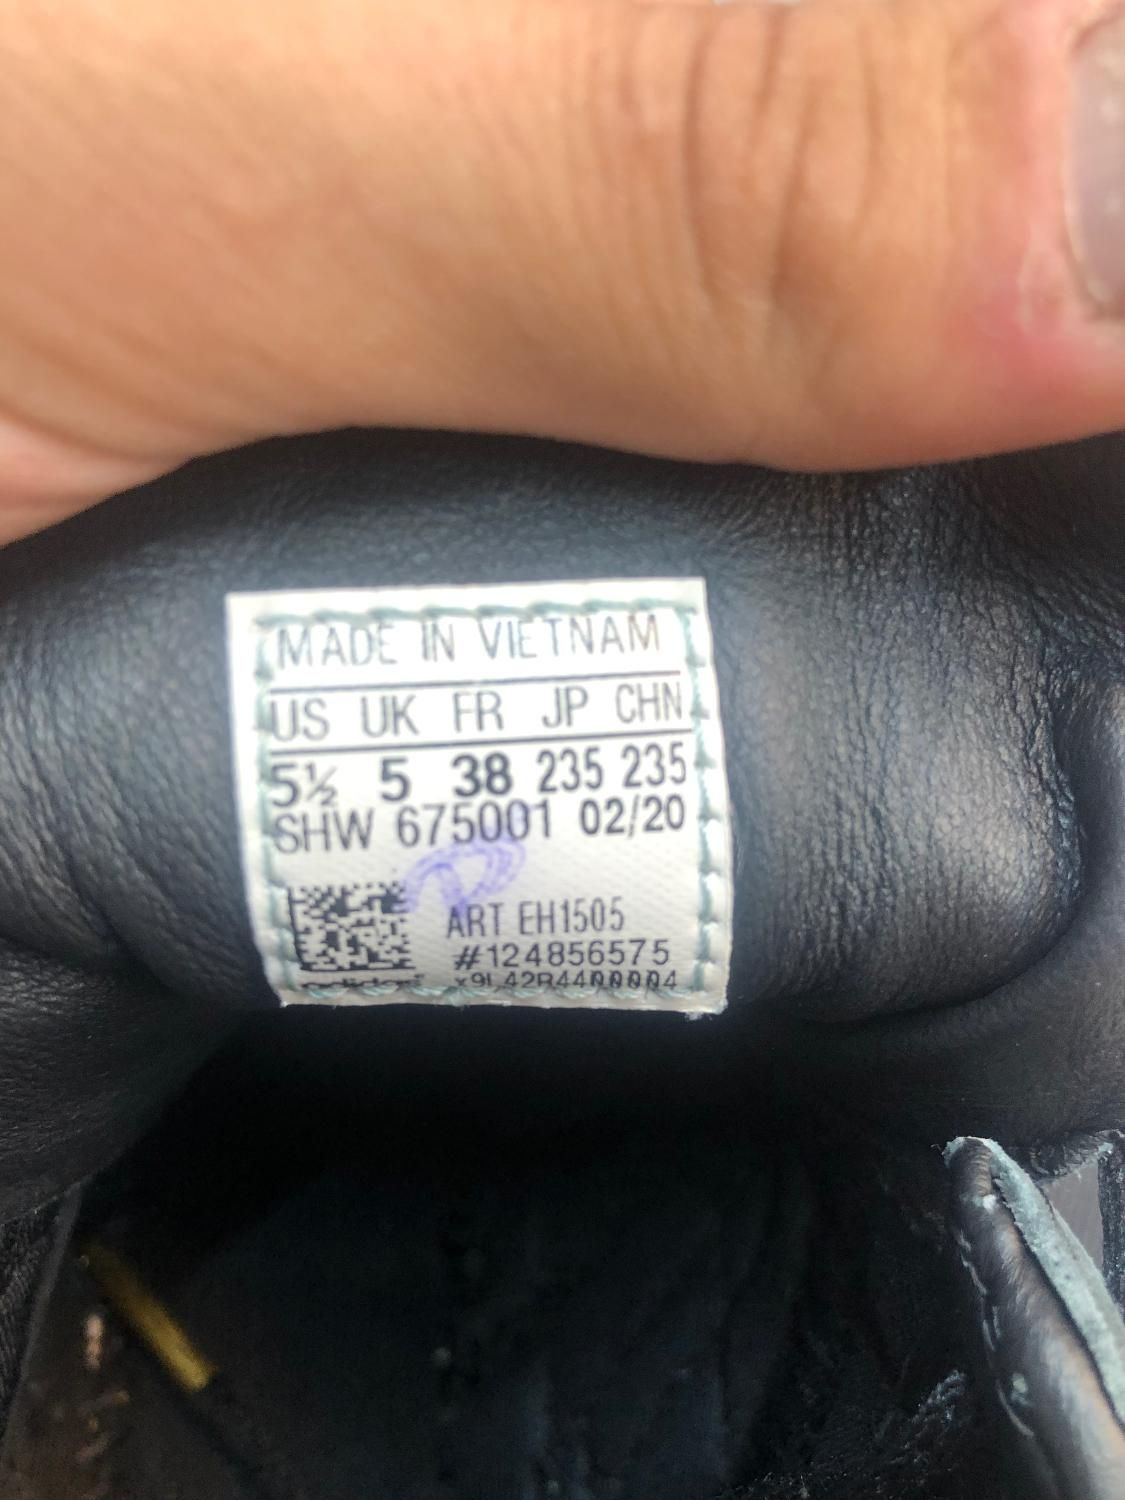 MADE IN VIETNAM
US UK FR JP CHN
5½ 5 38 235 235
SHW 675001 02/20
ART EH1505
#124856575
adidas